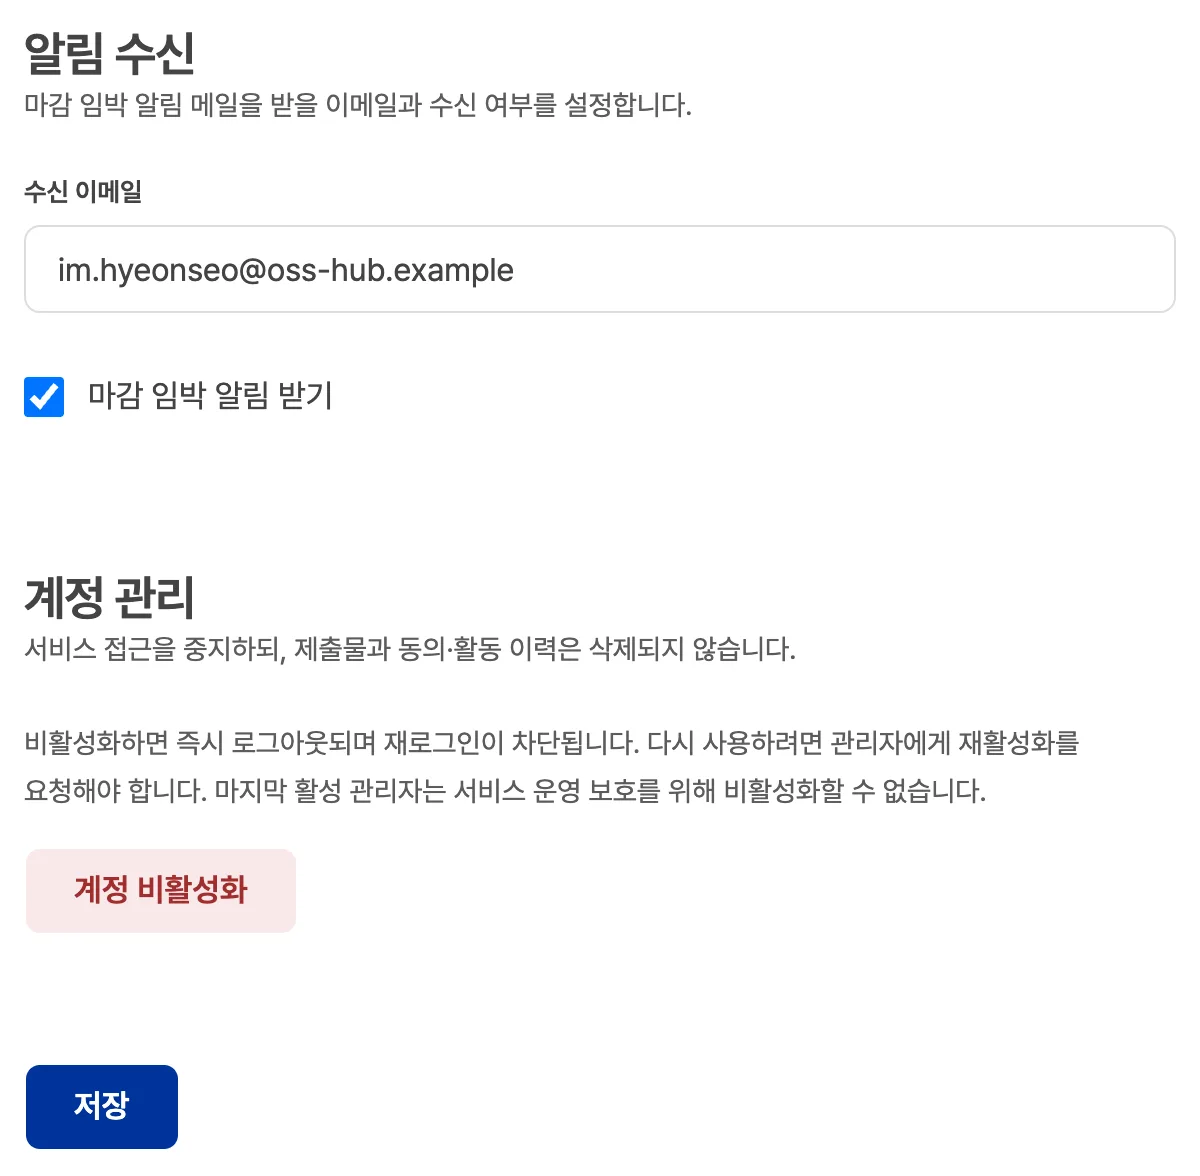 알림 수신
마감 임박 알림 메일을 받을 이메일과 수신 여부를 설정합니다.
수신 이메일
im.hyeonseo@oss-hub.example
마감 임박 알림 받기
계정 관리
서비스 접근을 중지하되, 제출물과 동의·활동 이력은 삭제되지 않습니다.
비활성화하면 즉시 로그아웃되며 재로그인이 차단됩니다. 다시 사용하려면 관리자에게 재활성화를
요청해야 합니다. 마지막 활성 관리자는 서비스 운영 보호를 위해 비활성화할 수 없습니다.
계정 비활성화
저장